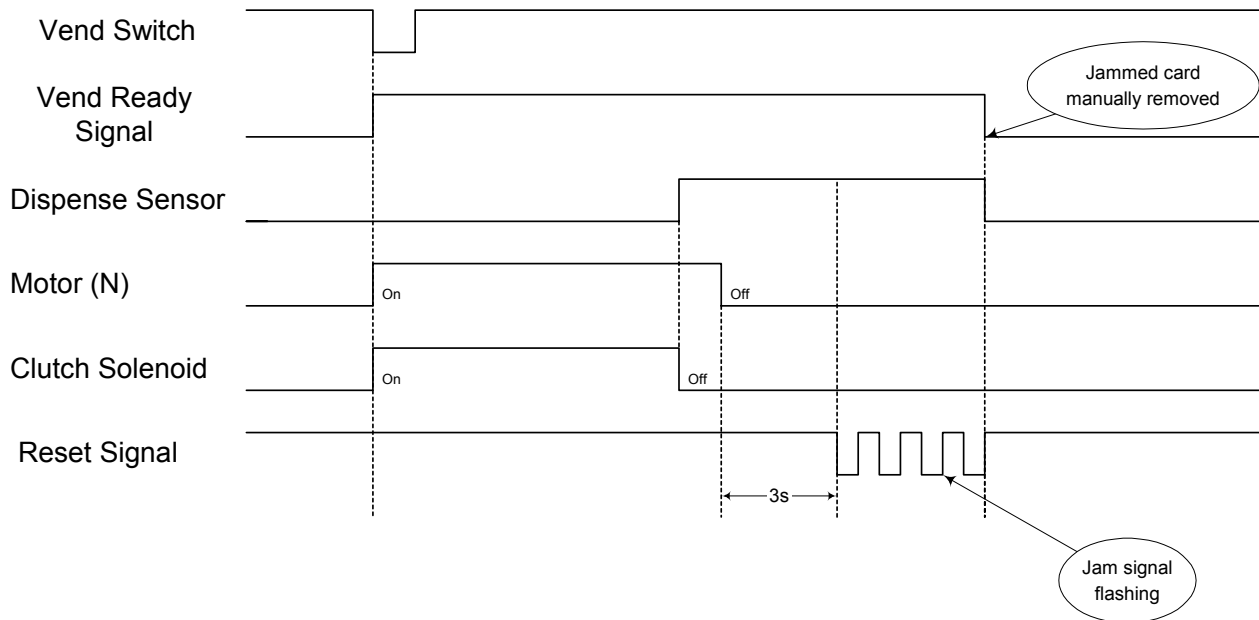 Vend Switch
Vend Ready
Signal
Jammed card
manually removed
Dispense Sensor
Motor (N)
On
Off
Clutch Solenoid
On
Off
Reset Signal
3s
Jam signal
flashing